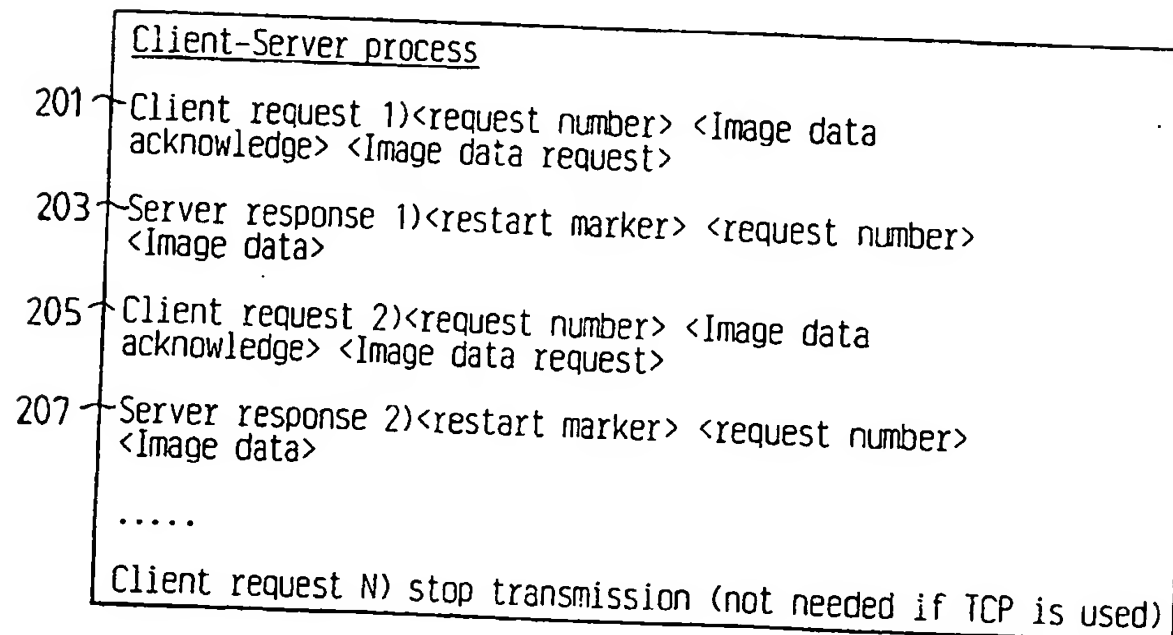 Client-Server process
201 Client request 1)<request number> <Image data
acknowledge> <Image data request>
203 Server response 1)<restart marker> <request number>
<Image data>
205 Client request 2)<request number> <Image data
acknowledge> <Image data request>
207 Server response 2)<restart marker> <request number>
<Image data>
.....
Client request N) stop transmission (not needed if TCP is used)